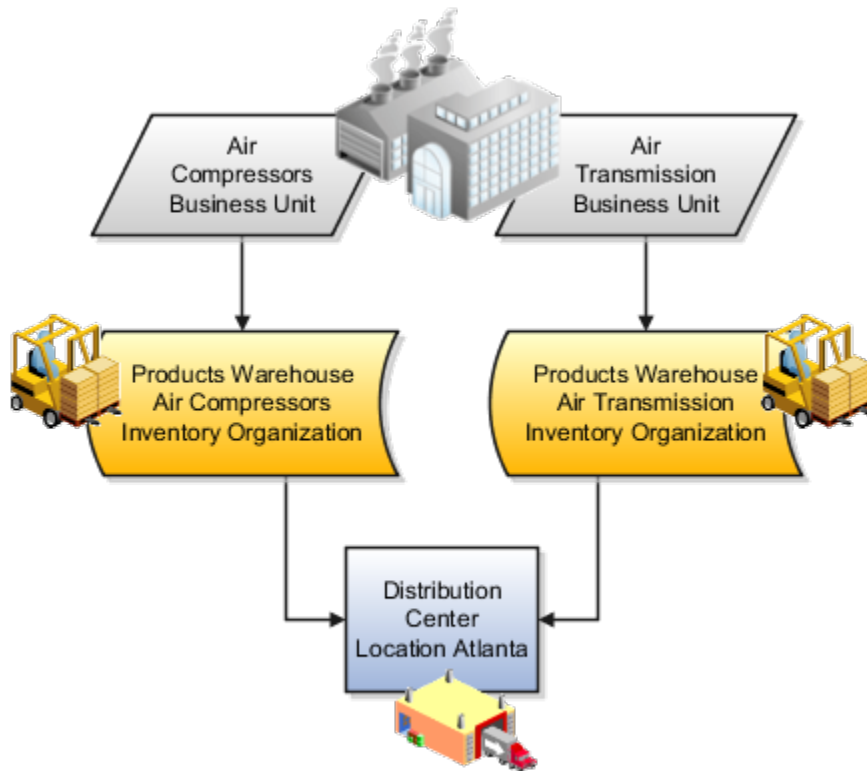 Air
Compressors
Business Unit
Air
Transmission
Business Unit
Products Warehouse
Air Compressors
Inventory Organization
Products Warehouse
Air Transmission
Inventory Organization
Distribution
Center
Location Atlanta